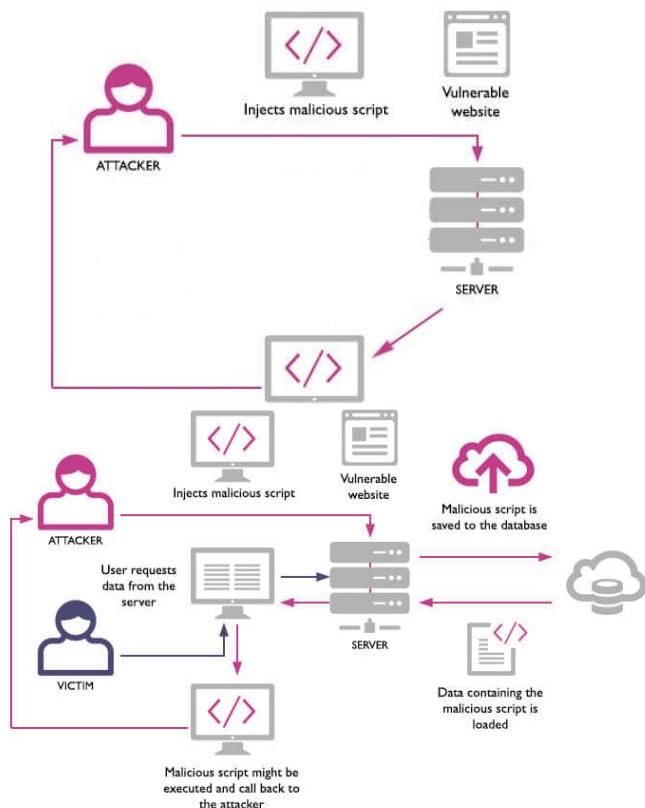 </>
Injects malicious script
Vulnerable
website
ATTACKER
SERVER
</>
</>
Injects malicious script
Vulnerable
website
Malicious script is
saved to the database
ATTACKER
User requests
data from the
server
SERVER
VICTIM
</>
Data containing the
malicious script is
loaded
</>
Malicious script might be
executed and call back to
the attacker